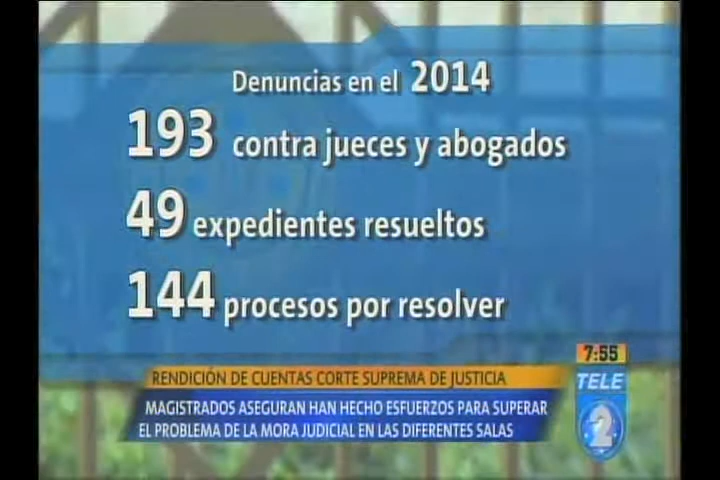 Denuncias en el 2014
193 contra jueces y abogados
49 expedientes resueltos
144 procesos por resolver
7:55
RENDICIÓN DE CUENTAS CORTE SUPREMA DE JUSTICIA
TELE
2
MAGISTRADOS ASEGURAN HAN HECHO ESFUERZOS PARA SUPERAR
EL PROBLEMA DE LA MORA JUDICIAL EN LAS DIFERENTES SALAS